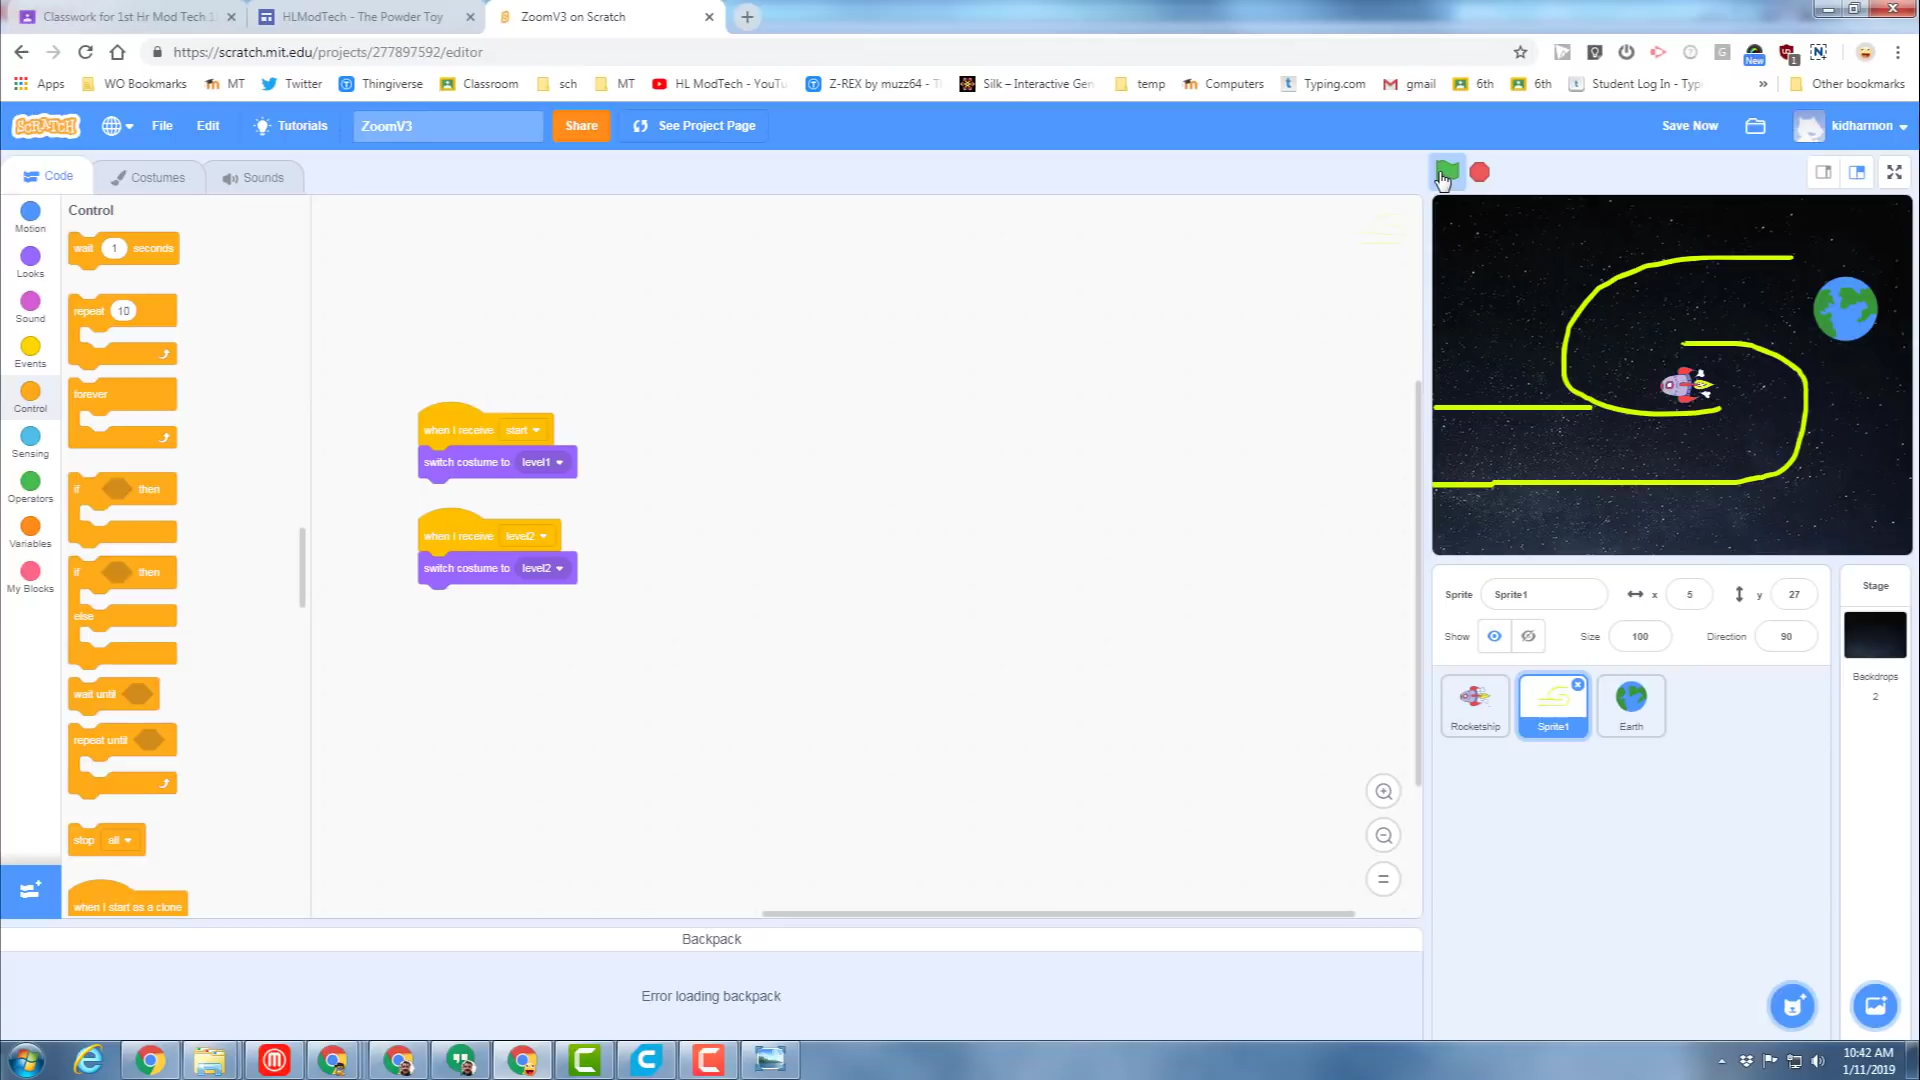 Classwork for 1st Hr Mod Tech 1
HLModTech - The Powder Toy
ZoomV3 on Scratch
https://scratch.mit.edu/projects/277897592/editor
New
1
Apps
WO Bookmarks
MT
Twitter
Thingiverse
Classroom
sch
MT
HL ModTech - YouTu
Z-REX by muzz64 - T
Silk – Interactive Gen
temp
Computers
Typing.com
gmail
6th
6th
Student Log In - Typ
»
Other bookmarks
SCRATCH
File
Edit
Tutorials
ZoomV3
Share
See Project Page
Save Now
kidharmon
Code
Costumes
Sounds
Motion
Looks
Sound
Events
Control
Sensing
Operators
Variables
My Blocks
Control
wait 1 seconds
repeat 10
forever
if then
if then
else
wait until
repeat until
stop all
when I start as a clone
when I receive start
switch costume to level1
when I receive level2
switch costume to level2
Sprite Sprite1 x 5 y 27
Show Size 100 Direction 90
Rocketship
Sprite1
Earth
Stage
Backdrops
2
Backpack
Error loading backpack
10:42 AM
1/11/2019